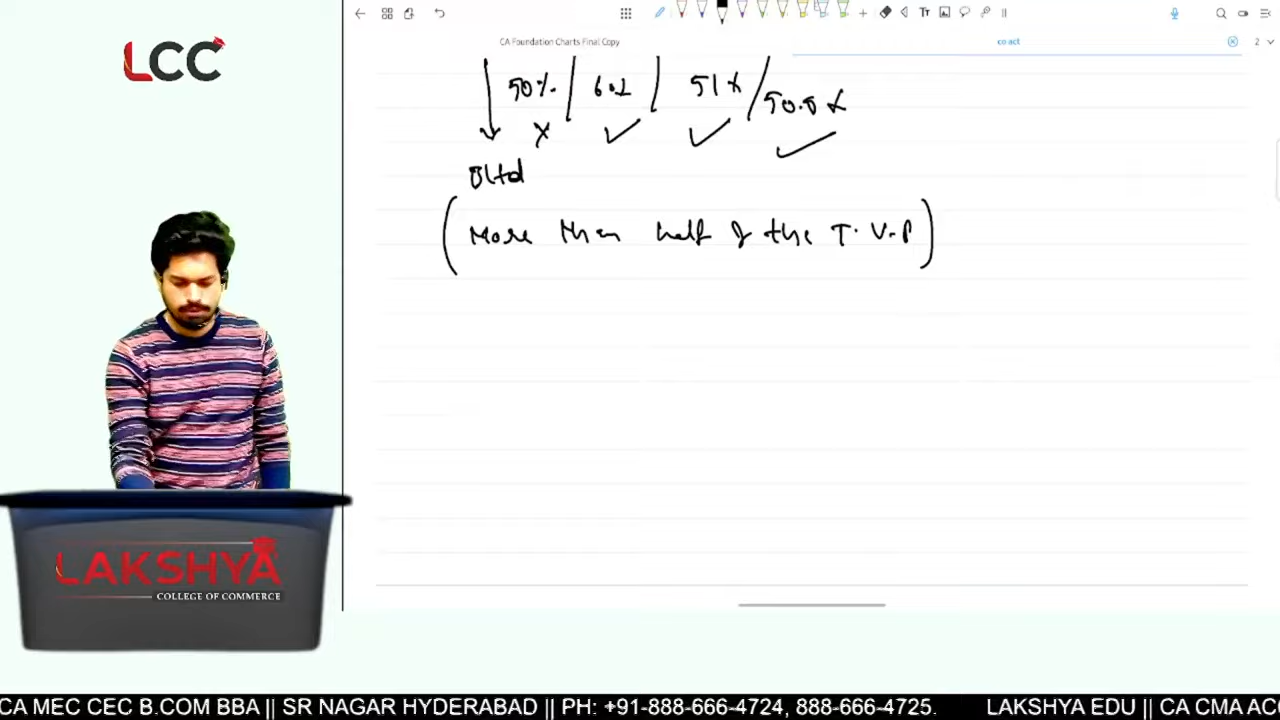 LCC
CA Foundation Charts Final Copy
co act
2
50% 60% 51% 50.5%
B ltd
(More than half of the T.V.P)
LAKSHYA
COLLEGE OF COMMERCE
CA MEC CEC B.COM BBA || SR NAGAR HYDERABAD || PH: +91-888-666-4724, 888-666-4725. LAKSHYA EDU || CA CMA AC